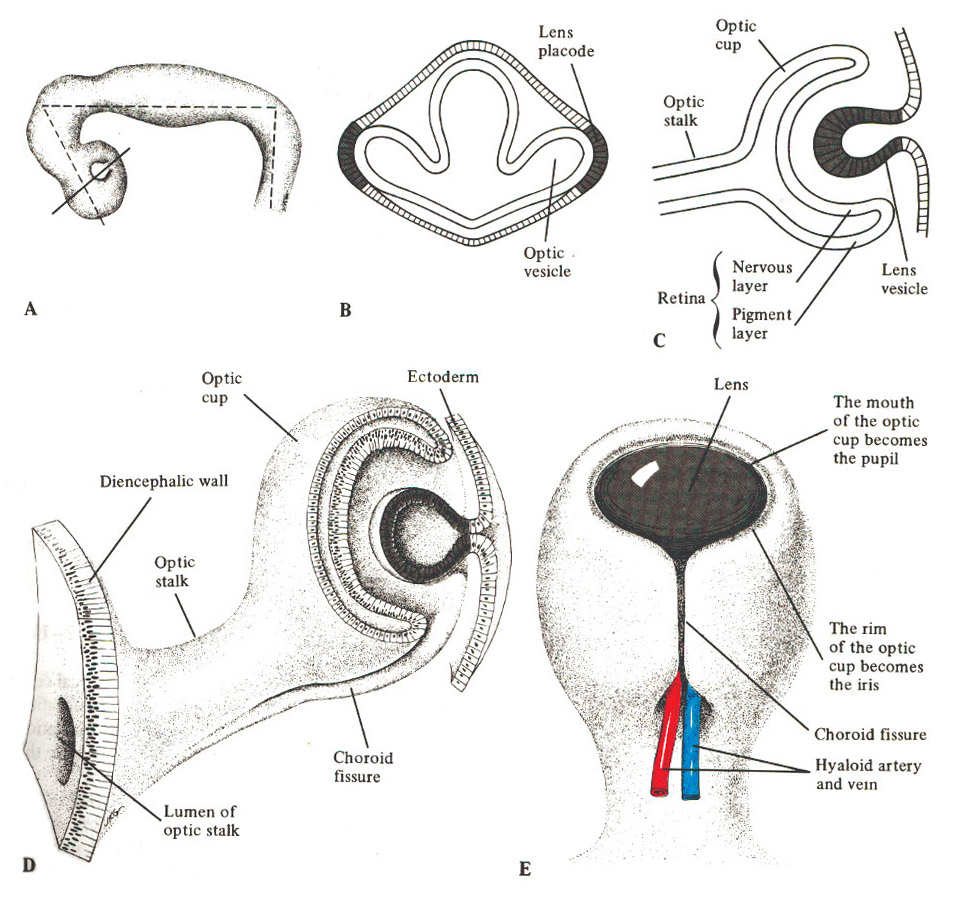 A
Lens
placode
Optic
vesicle
B
Optic
cup
Optic
stalk
Retina
Nervous
layer
Pigment
layer
Lens
vesicle
C
Optic
cup
Ectoderm
Diencephalic wall
Optic
stalk
Choroid
fissure
Lumen of
optic stalk
D
Lens
The mouth
of the optic
cup becomes
the pupil
The rim
of the optic
cup becomes
the iris
Choroid fissure
Hyaloid artery
and vein
E